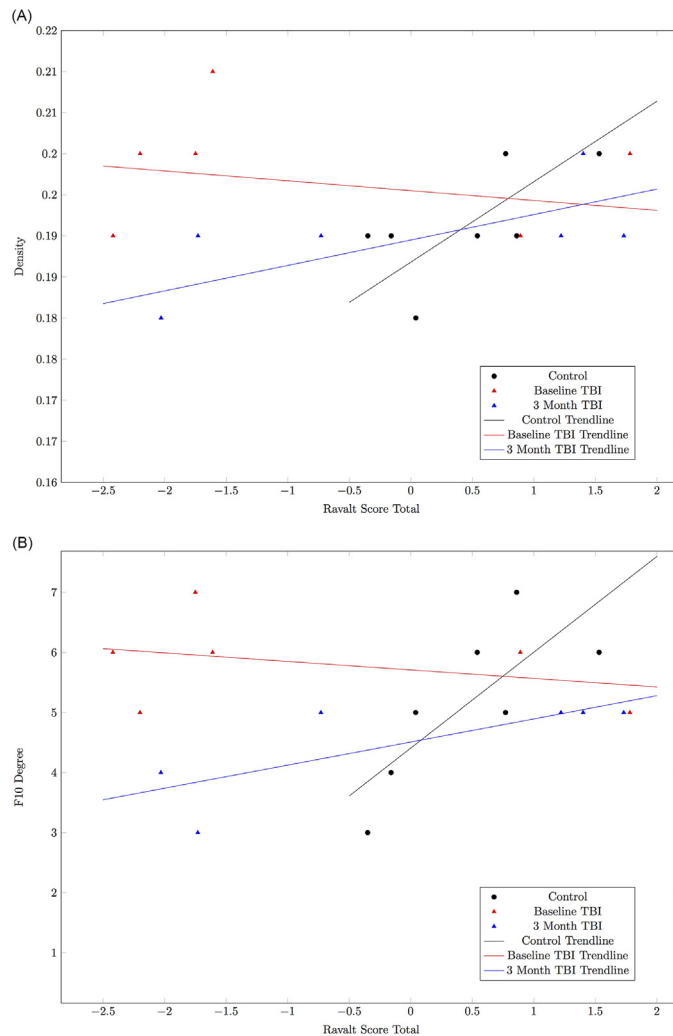 (A)
0.22
0.21
0.21
0.2
0.2
0.19
0.19
0.18
0.18
0.17
0.17
0.16
Density
−2.5 −2 −1.5 −1 −0.5 0 0.5 1 1.5 2
Ravalt Score Total
Control
Baseline TBI
3 Month TBI
Control Trendline
Baseline TBI Trendline
3 Month TBI Trendline
(B)
7
6
5
4
3
2
1
F10 Degree
−2.5 −2 −1.5 −1 −0.5 0 0.5 1 1.5 2
Ravalt Score Total
Control
Baseline TBI
3 Month TBI
Control Trendline
Baseline TBI Trendline
3 Month TBI Trendline